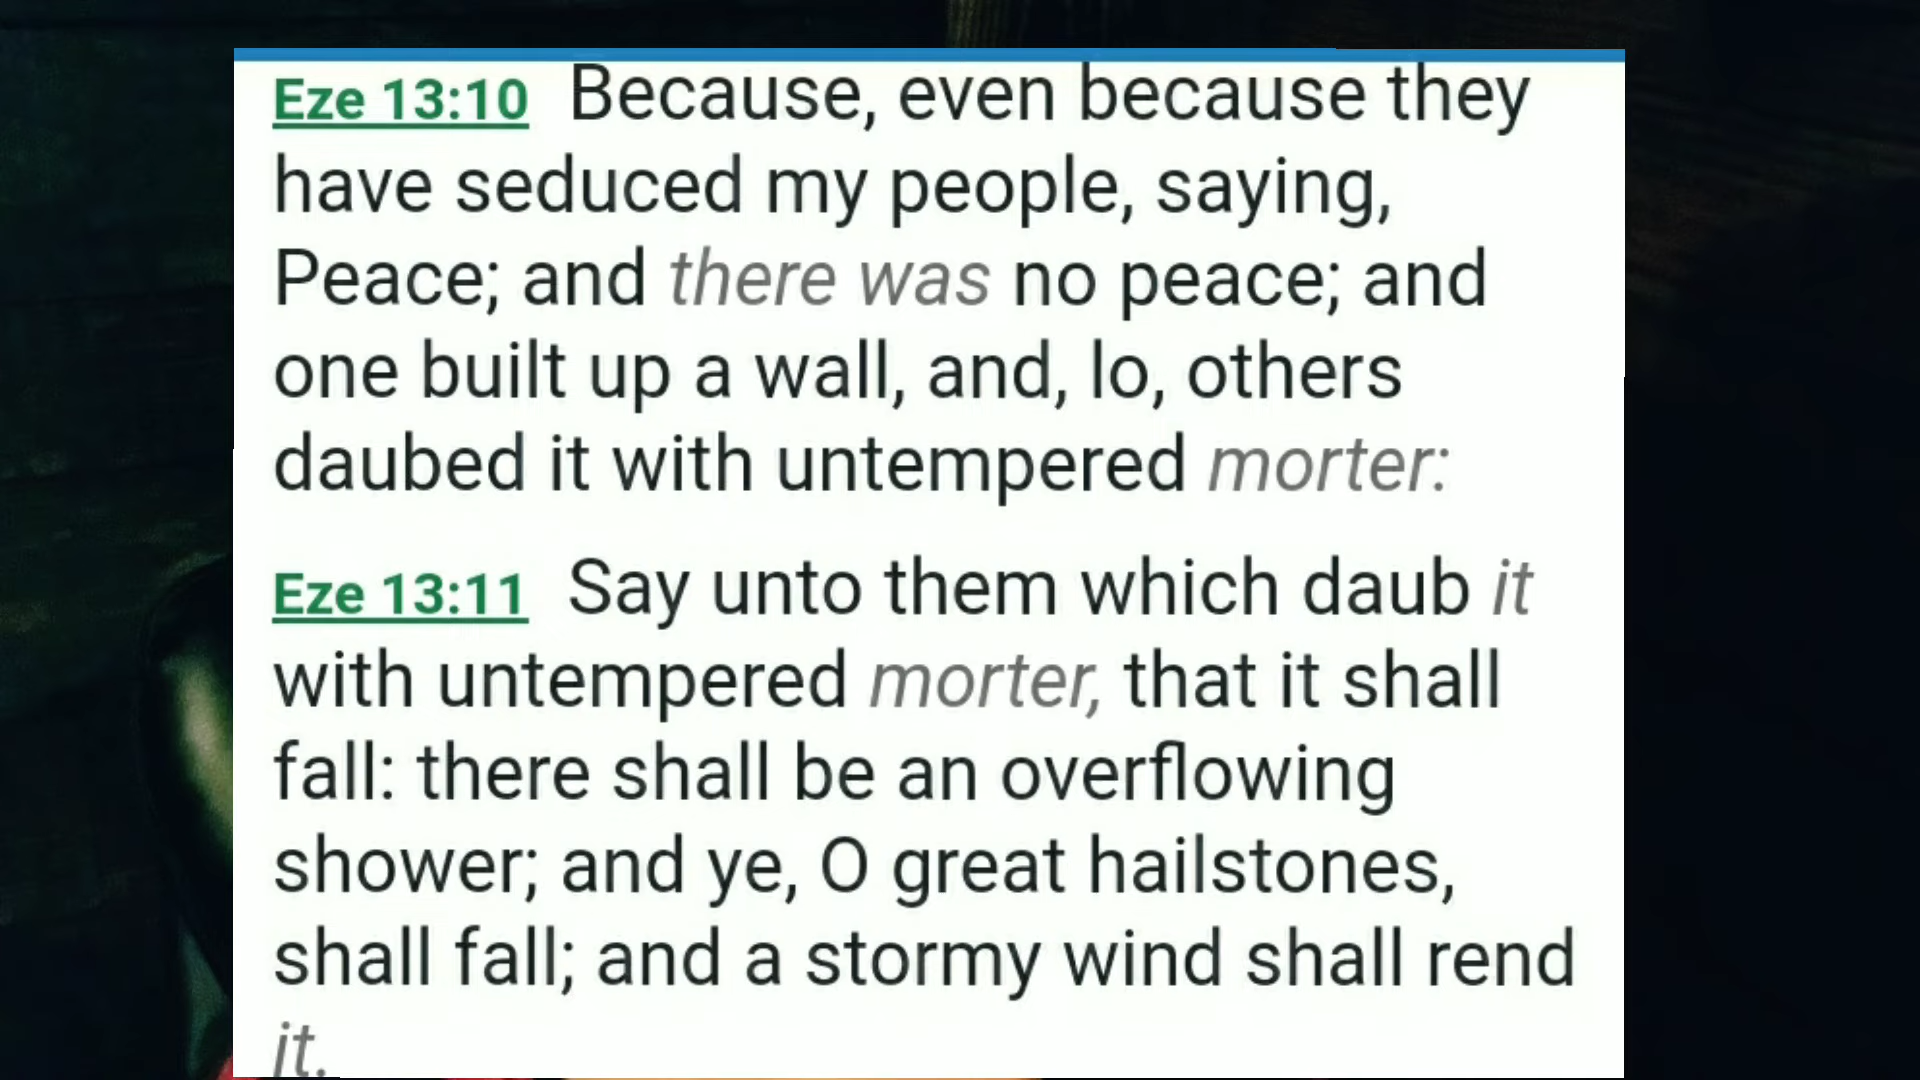 Eze 13:10 Because, even because they
have seduced my people, saying,
Peace; and there was no peace; and
one built up a wall, and, lo, others
daubed it with untempered morter:
Eze 13:11 Say unto them which daub it
with untempered morter, that it shall
fall: there shall be an overflowing
shower; and ye, O great hailstones,
shall fall; and a stormy wind shall rend
it.